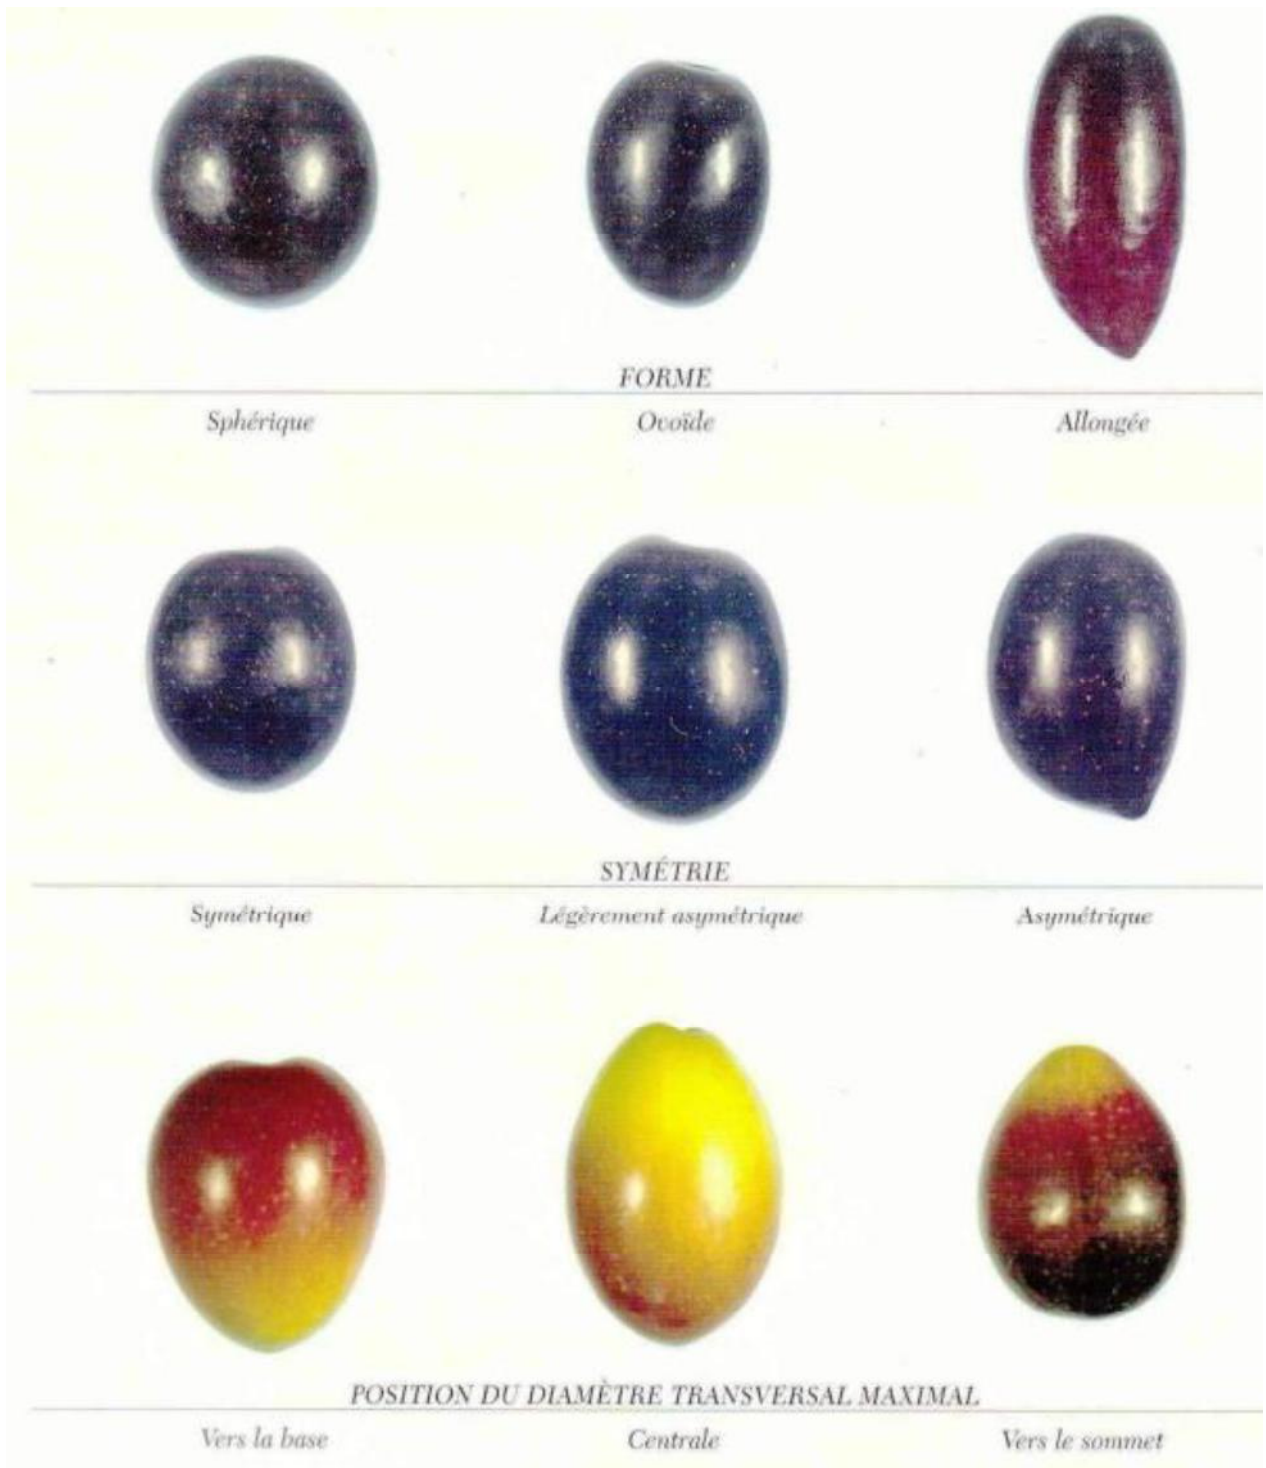 FORME
Sphérique Ovoïde Allongée
SYMÉTRIE
Symétrique Légèrement asymétrique Asymétrique
POSITION DU DIAMÈTRE TRANSVERSAL MAXIMAL
Vers la base Centrale Vers le sommet